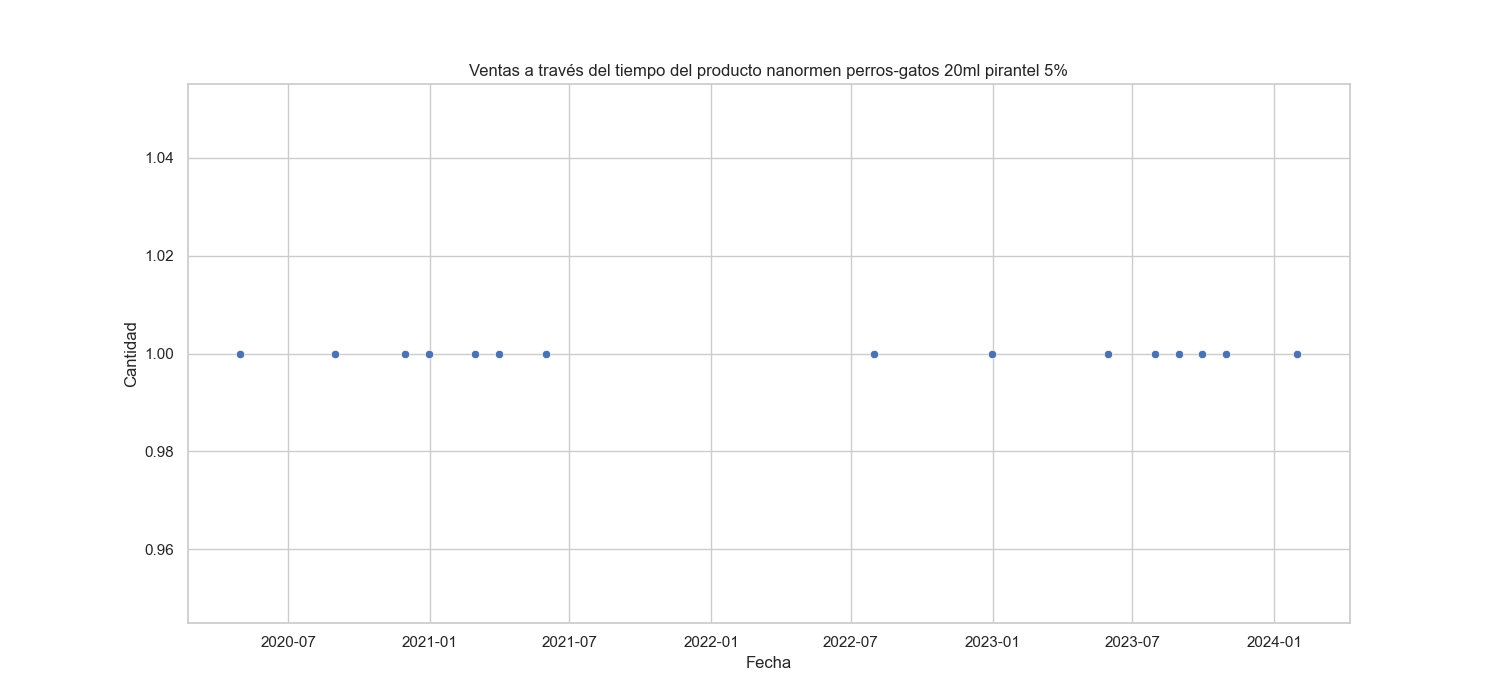 Ventas a través del tiempo del producto nanormen perros-gatos 20ml pirantel 5%
1.04
1.02
1.00
0.98
0.96
Cantidad
2020-07 2021-01 2021-07 2022-01 2022-07 2023-01 2023-07 2024-01
Fecha